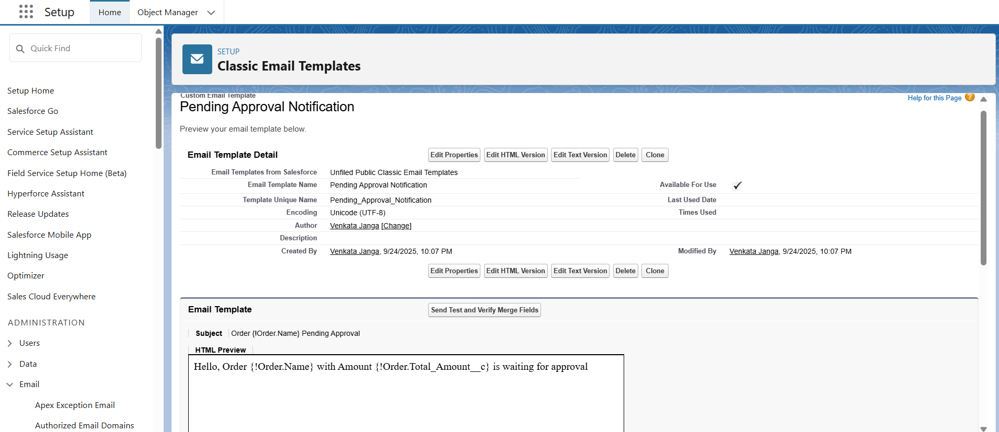 Setup
Home
Object Manager
Quick Find
Setup Home
Salesforce Go
Service Setup Assistant
Commerce Setup Assistant
Field Service Setup Home (Beta)
Hyperforce Assistant
Release Updates
Salesforce Mobile App
Lightning Usage
Optimizer
Sales Cloud Everywhere
ADMINISTRATION
Users
Data
Email
Apex Exception Email
Authorized Email Domains
SETUP
Classic Email Templates
Custom Email Template
Pending Approval Notification
Help for this Page ?
Preview your email template below.
Email Template Detail
Edit Properties Edit HTML Version Edit Text Version Delete Clone
Email Templates from Salesforce Unfiled Public Classic Email Templates
Email Template Name Pending Approval Notification Available For Use
Template Unique Name Pending_Approval_Notification Last Used Date
Encoding Unicode (UTF-8) Times Used
Author Venkata Janga [Change]
Description
Created By Venkata Janga, 9/24/2025, 10:07 PM Modified By Venkata Janga, 9/24/2025, 10:07 PM
Edit Properties Edit HTML Version Edit Text Version Delete Clone
Email Template Send Test and Verify Merge Fields
Subject Order {!Order.Name} Pending Approval
HTML Preview
Hello, Order {!Order.Name} with Amount {!Order.Total_Amount__c} is waiting for approval